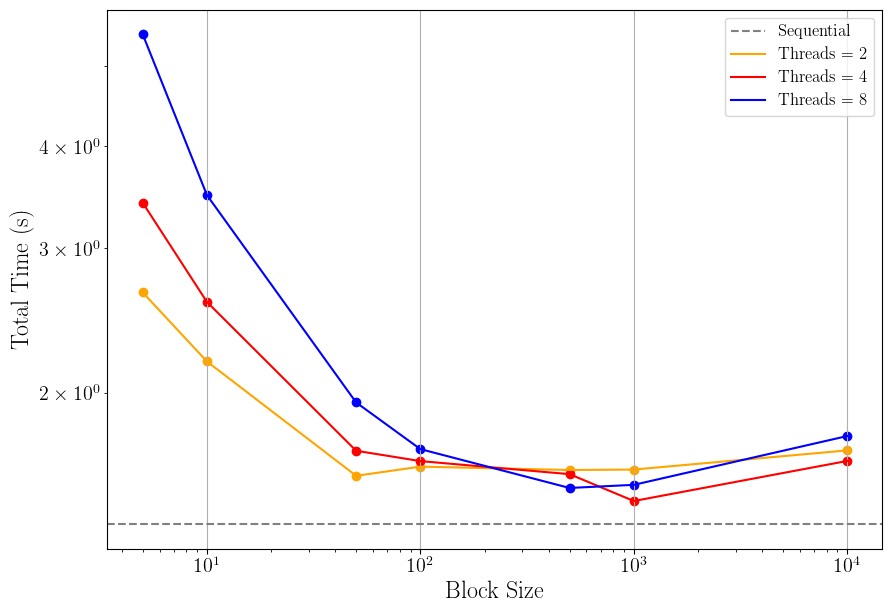 Sequential
Threads = 2
Threads = 4
Threads = 8
4 × 10⁰
3 × 10⁰
2 × 10⁰
Total Time (s)
10¹
10²
10³
10⁴
Block Size